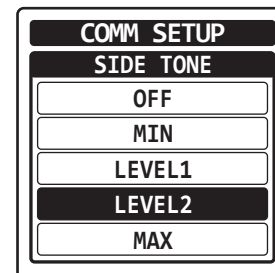 COMM SETUP
SIDE TONE
OFF
MIN
LEVEL1
LEVEL2
MAX